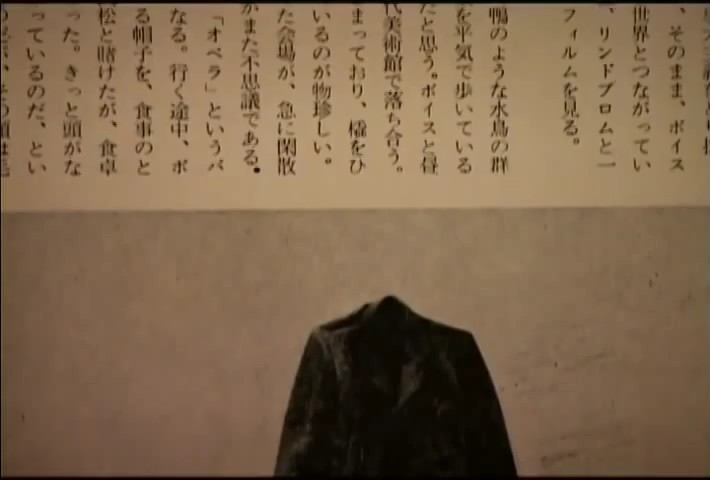 、そのまま、ボイス
世界とつながってい
、リンドブロムと一
フィルムを見る。
鴨のような水鳥の群
を平気で歩いている
だと思う。ボイスと昼
代美術館で落ち合う。
まっており、橋をひ
いるのが物珍しい。
た会場が、急に閑散
がまた不思議である。
「オペラ」というバ
なる。行く途中、ボ
る帽子を、食事のと
松と賭けたが、食卓
った。きっと頭がな
っているのだ、とい